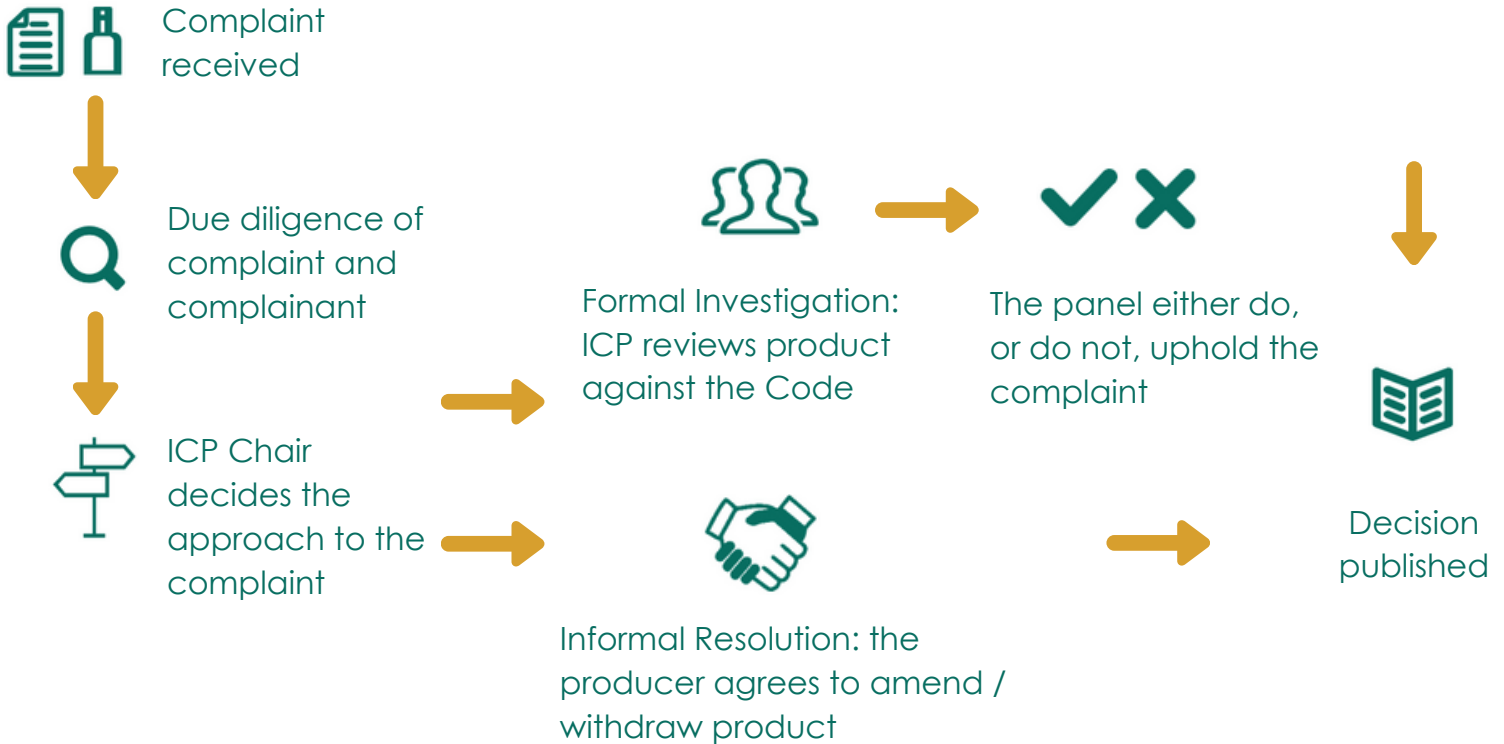 Complaint
received
Due diligence of
complaint and
complainant
ICP Chair
decides the
approach to the
complaint
Formal Investigation:
ICP reviews product
against the Code
The panel either do,
or do not, uphold the
complaint
Informal Resolution: the
producer agrees to amend /
withdraw product
Decision
published